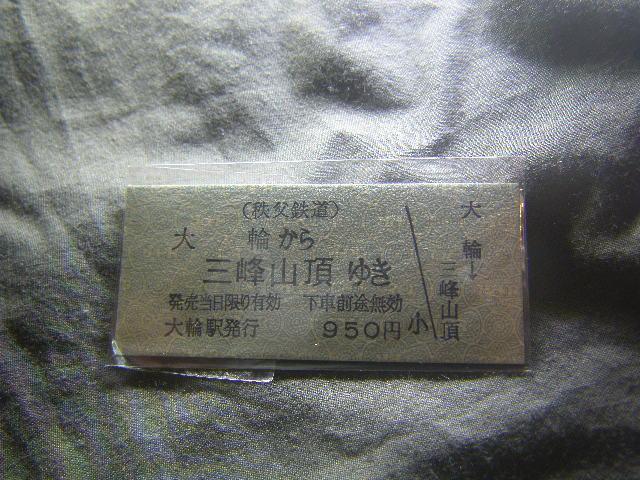 （秩父鉄道）
大 輪から
三峰山頂ゆき
発売当日限り有効 下車前途無効
大輪駅発行 950円
小
大輪→三峰山頂